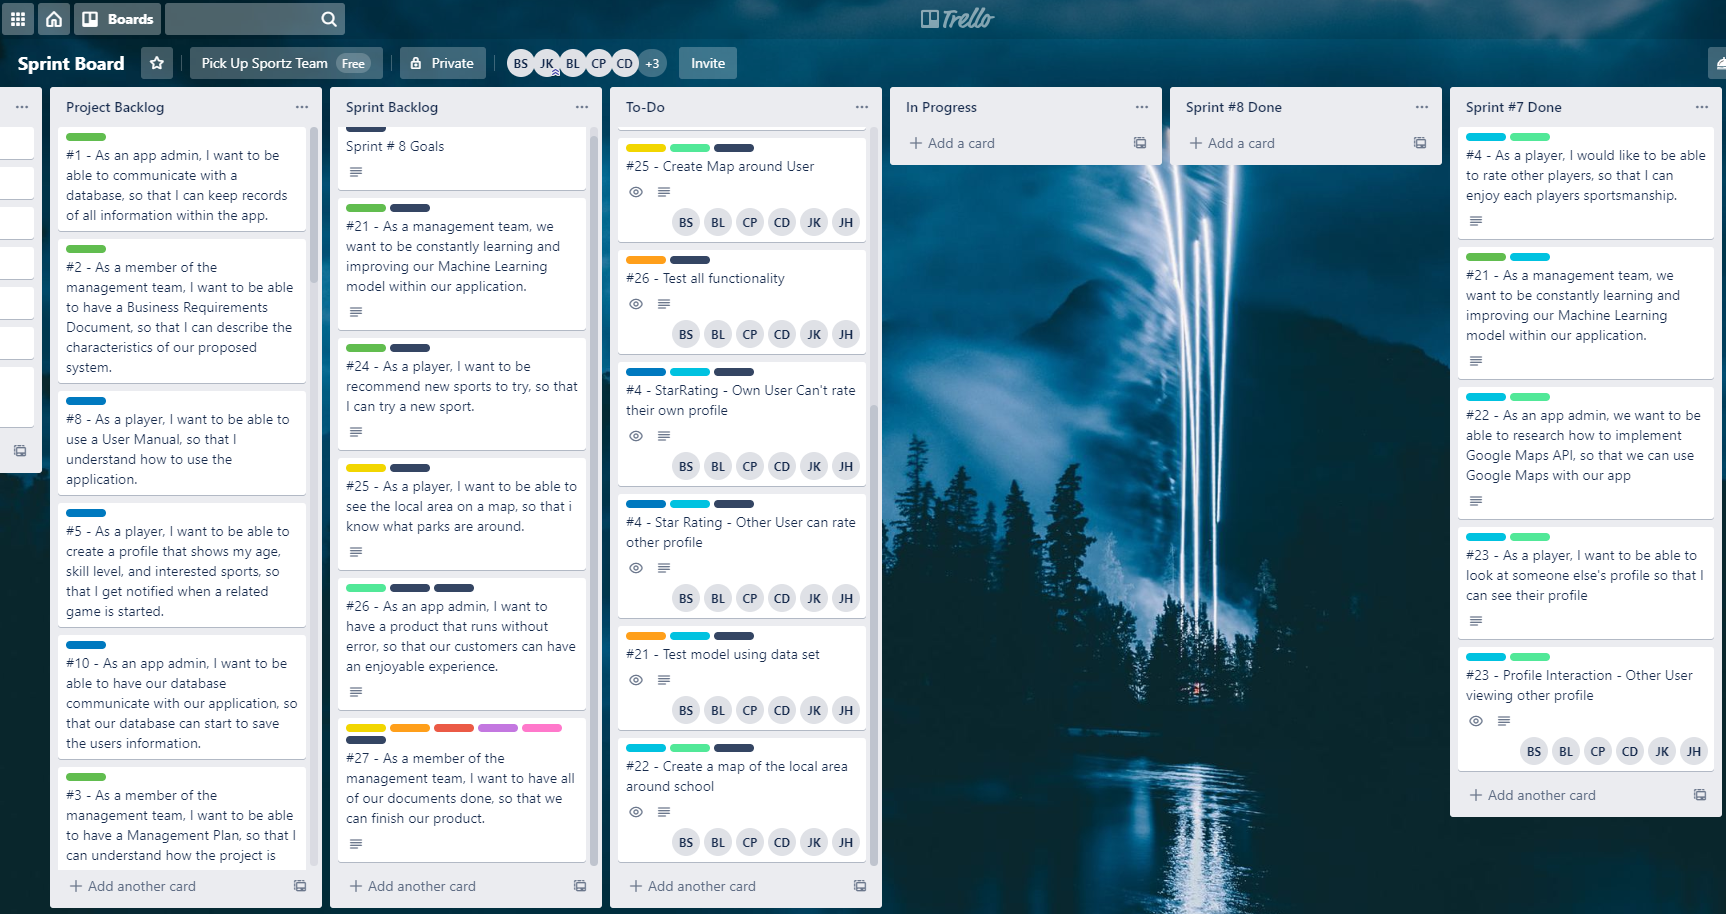 Boards
Trello
Sprint Board
Pick Up Sportz Team Free
Private
BS JK BL CP CD +3
Invite
Project Backlog
#1 - As an app admin, I want to be
able to communicate with a
database, so that I can keep records
of all information within the app.
#2 - As a member of the
management team, I want to be able
to have a Business Requirements
Document, so that I can describe the
characteristics of our proposed
system.
#8 - As a player, I want to be able to
use a User Manual, so that I
understand how to use the
application.
#5 - As a player, I want to be able to
create a profile that shows my age,
skill level, and interested sports, so
that I get notified when a related
game is started.
#10 - As an app admin, I want to be
able to have our database
communicate with our application, so
that our database can start to save
the users information.
#3 - As a member of the
management team, I want to be able
to have a Management Plan, so that I
can understand how the project is
+ Add another card
Sprint Backlog
Sprint # 8 Goals
#21 - As a management team, we
want to be constantly learning and
improving our Machine Learning
model within our application.
#24 - As a player, I want to be
recommend new sports to try, so that
I can try a new sport.
#25 - As a player, I want to be able to
see the local area on a map, so that i
know what parks are around.
#26 - As an app admin, I want to
have a product that runs without
error, so that our customers can have
an enjoyable experience.
#27 - As a member of the
management team, I want to have all
of our documents done, so that we
can finish our product.
+ Add another card
To-Do
#25 - Create Map around User
BS BL CP CD JK JH
#26 - Test all functionality
BS BL CP CD JK JH
#4 - StarRating - Own User Can't rate
their own profile
BS BL CP CD JK JH
#4 - Star Rating - Other User can rate
other profile
BS BL CP CD JK JH
#21 - Test model using data set
BS BL CP CD JK JH
#22 - Create a map of the local area
around school
BS BL CP CD JK JH
+ Add another card
In Progress
+ Add a card
Sprint #8 Done
+ Add a card
Sprint #7 Done
#4 - As a player, I would like to be able
to rate other players, so that I can
enjoy each players sportsmanship.
#21 - As a management team, we
want to be constantly learning and
improving our Machine Learning
model within our application.
#22 - As an app admin, we want to be
able to research how to implement
Google Maps API, so that we can use
Google Maps with our app
#23 - As a player, I want to be able to
look at someone else's profile so that I
can see their profile
#23 - Profile Interaction - Other User
viewing other profile
BS BL CP CD JK JH
+ Add another card